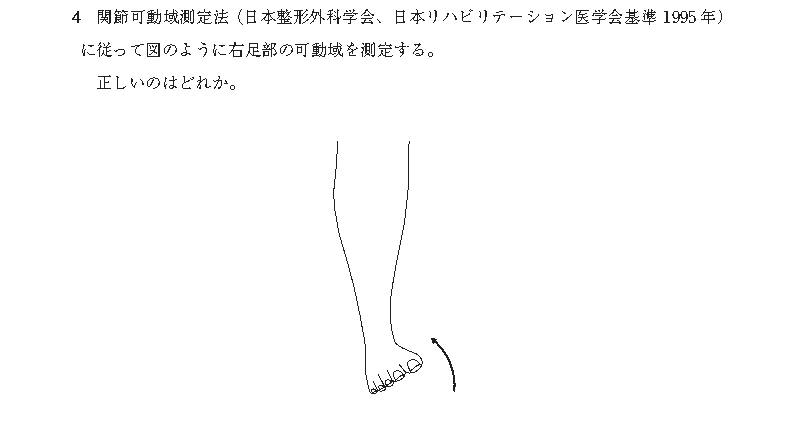 4 関節可動域測定法（日本整形外科学会、日本リハビリテーション医学会基準 1995 年）
に従って図のように右足部の可動域を測定する。
正しいのはどれか。